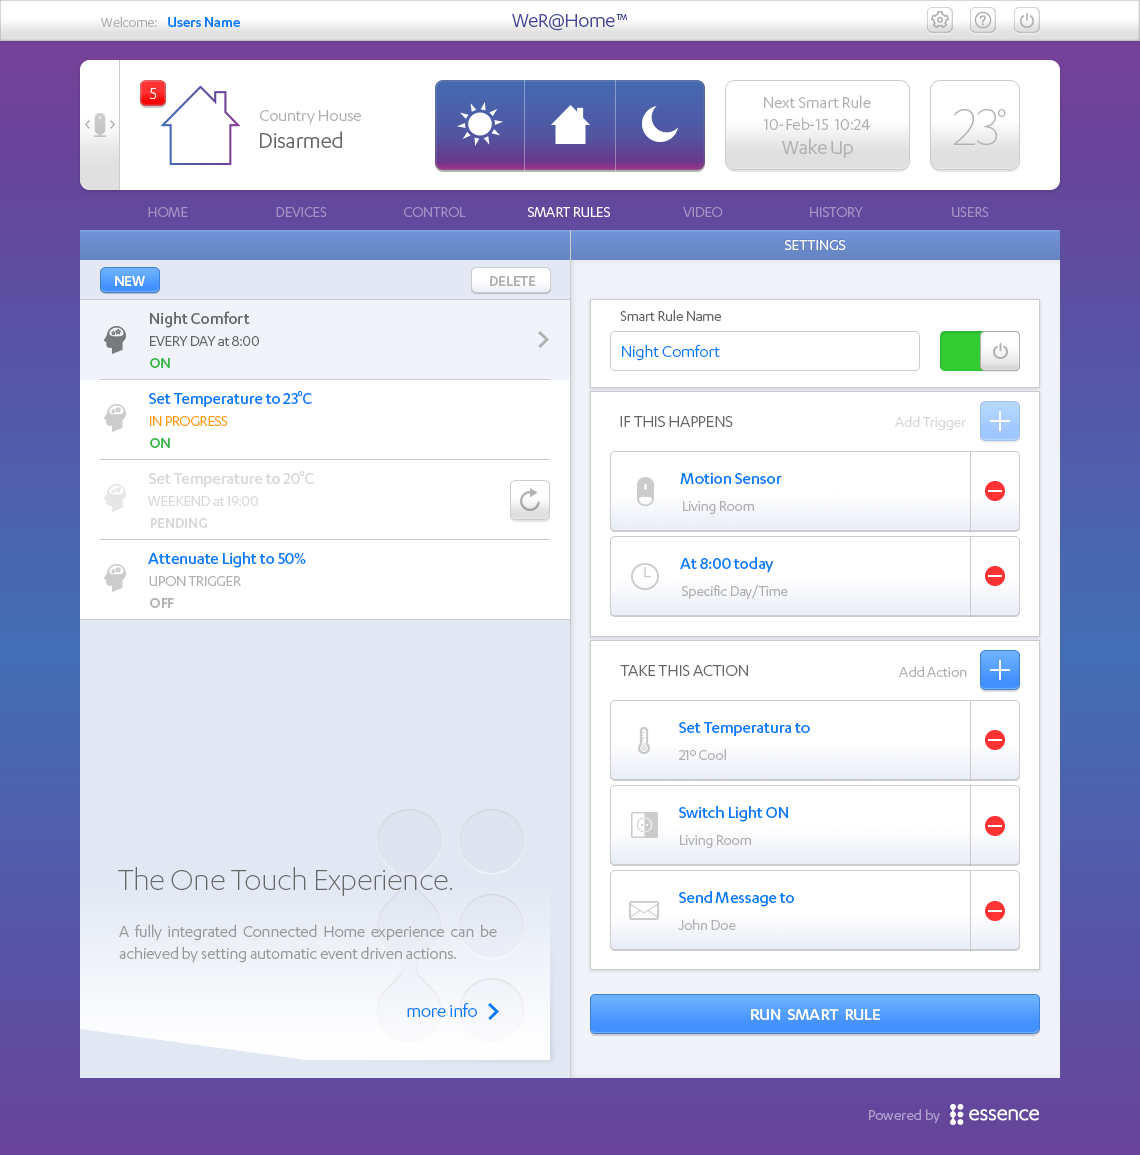 Welcome: Users Name
WeR@Home™
5
Country House
Disarmed
Next Smart Rule
10-Feb-15 10:24
Wake Up
23°
HOME DEVICES CONTROL SMART RULES VIDEO HISTORY USERS
NEW DELETE
Night Comfort
EVERY DAY at 8:00
ON
Set Temperature to 23°C
IN PROGRESS
ON
Set Temperature to 20°C
WEEKEND at 19:00
PENDING
Attenuate Light to 50%
UPON TRIGGER
OFF
The One Touch Experience.
A fully integrated Connected Home experience can be
achieved by setting automatic event driven actions.
more info
SETTINGS
Smart Rule Name
Night Comfort
IF THIS HAPPENS Add Trigger
Motion Sensor
Living Room
At 8:00 today
Specific Day/Time
TAKE THIS ACTION Add Action
Set Temperatura to
21º Cool
Switch Light ON
Living Room
Send Message to
John Doe
RUN SMART RULE
Powered by essence